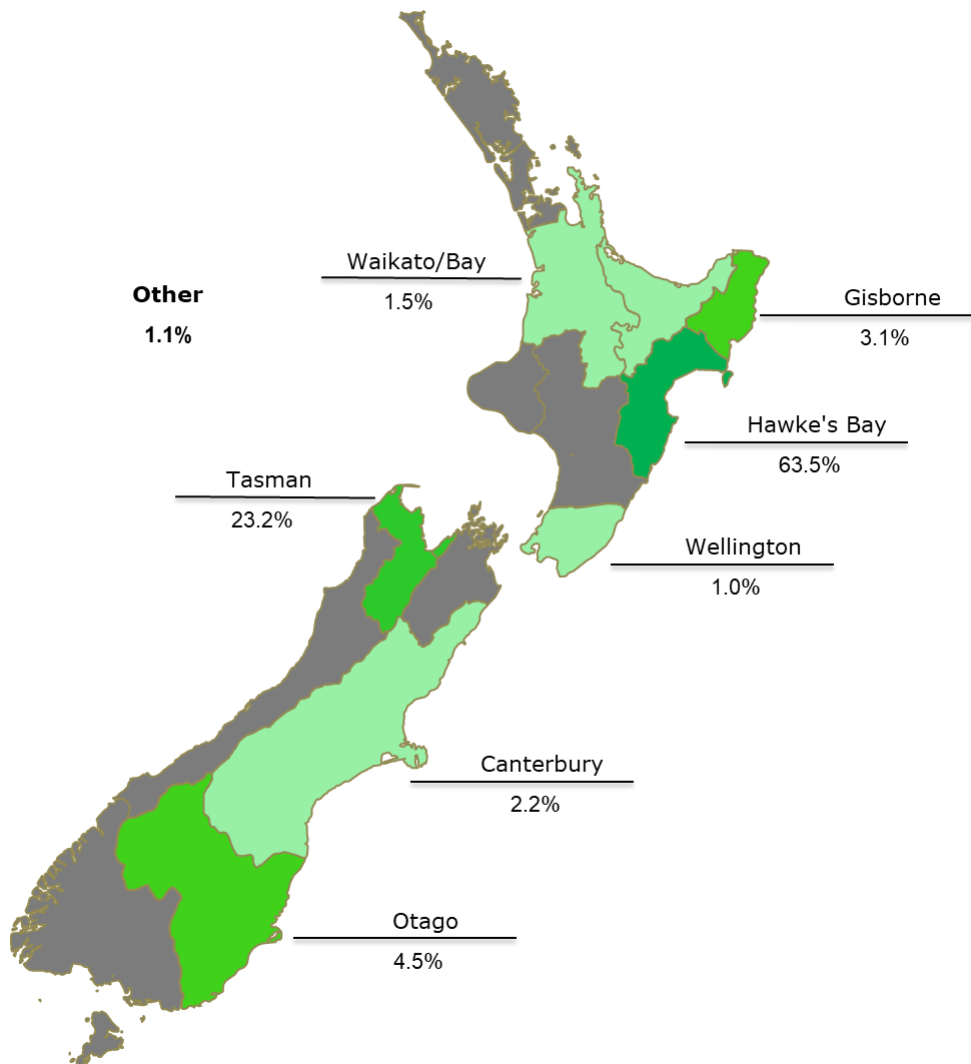 Waikato/Bay
1.5%
Other
1.1%
Gisborne
3.1%
Hawke's Bay
63.5%
Tasman
23.2%
Wellington
1.0%
Canterbury
2.2%
Otago
4.5%